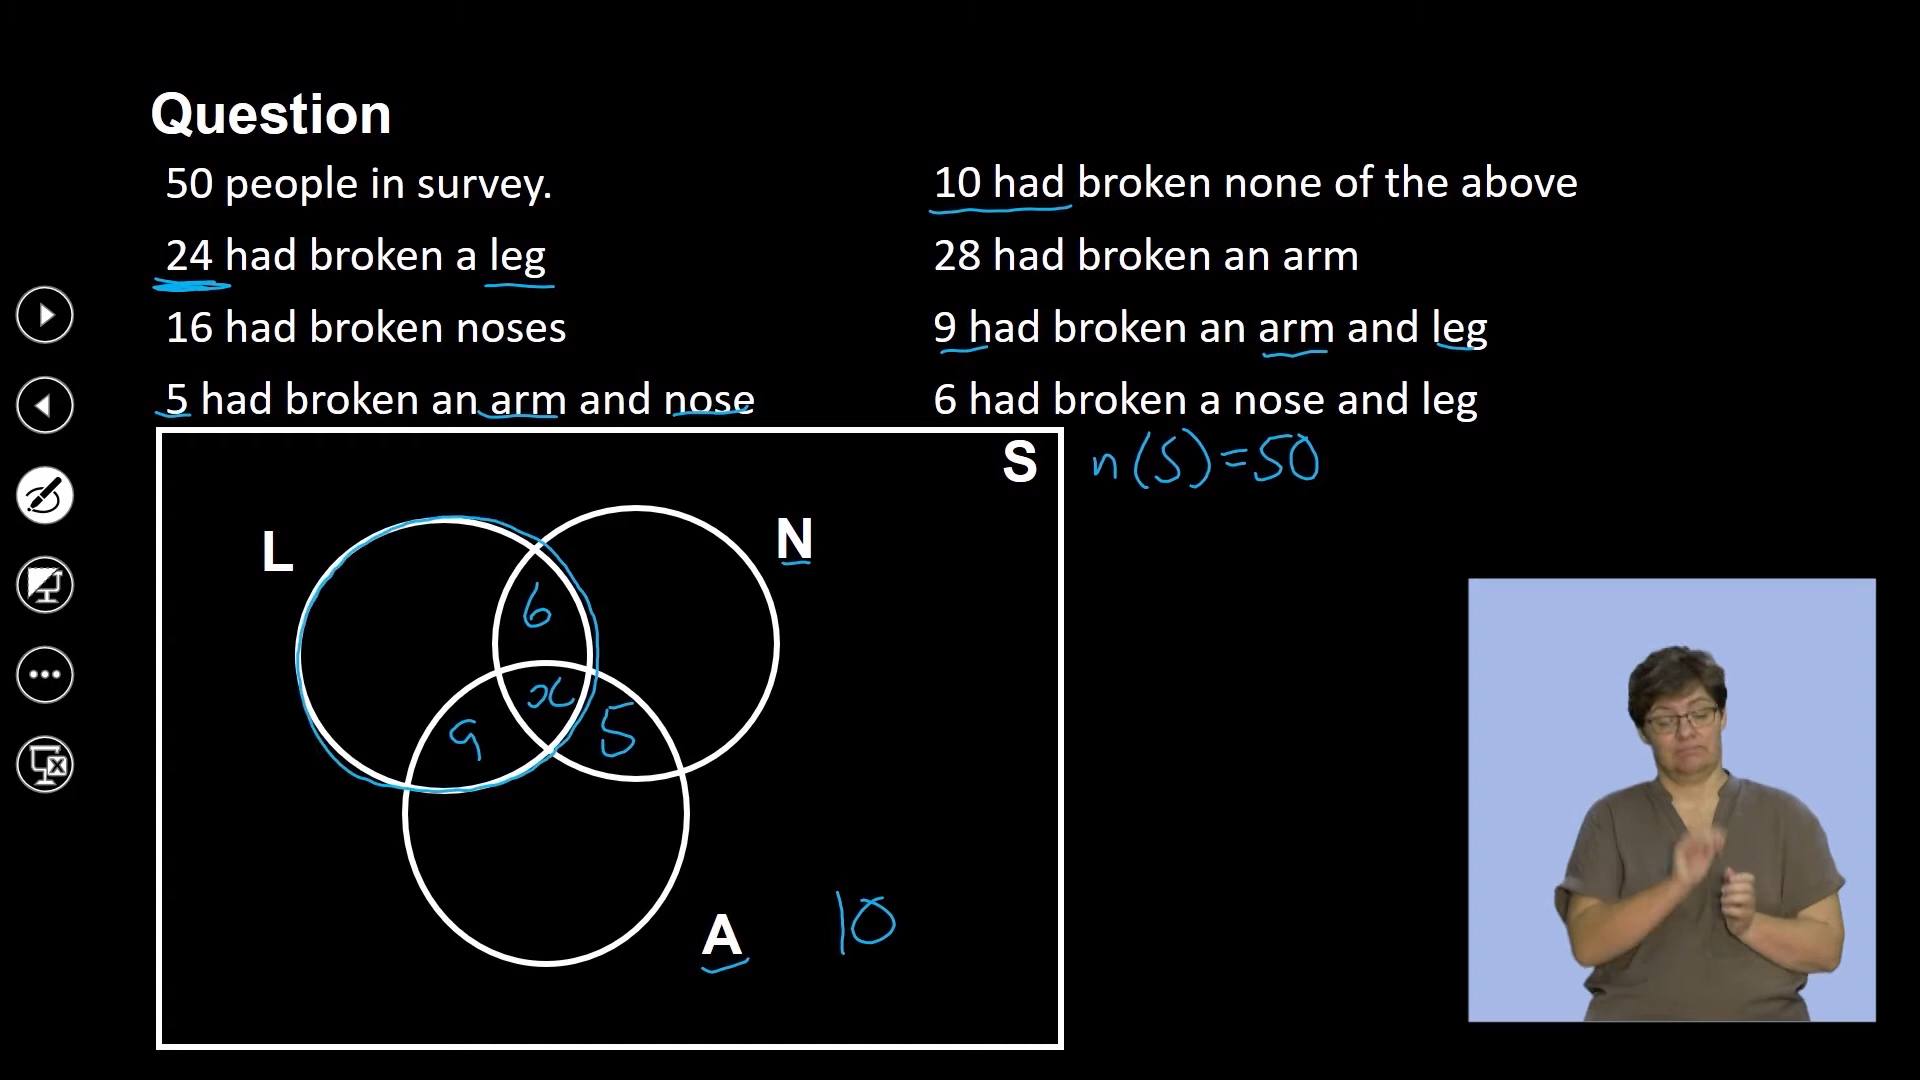 Question
50 people in survey.
24 had broken a leg
16 had broken noses
5 had broken an arm and nose
10 had broken none of the above
28 had broken an arm
9 had broken an arm and leg
6 had broken a nose and leg
S
n(S)=50
L
N
6
x
9
5
A
10